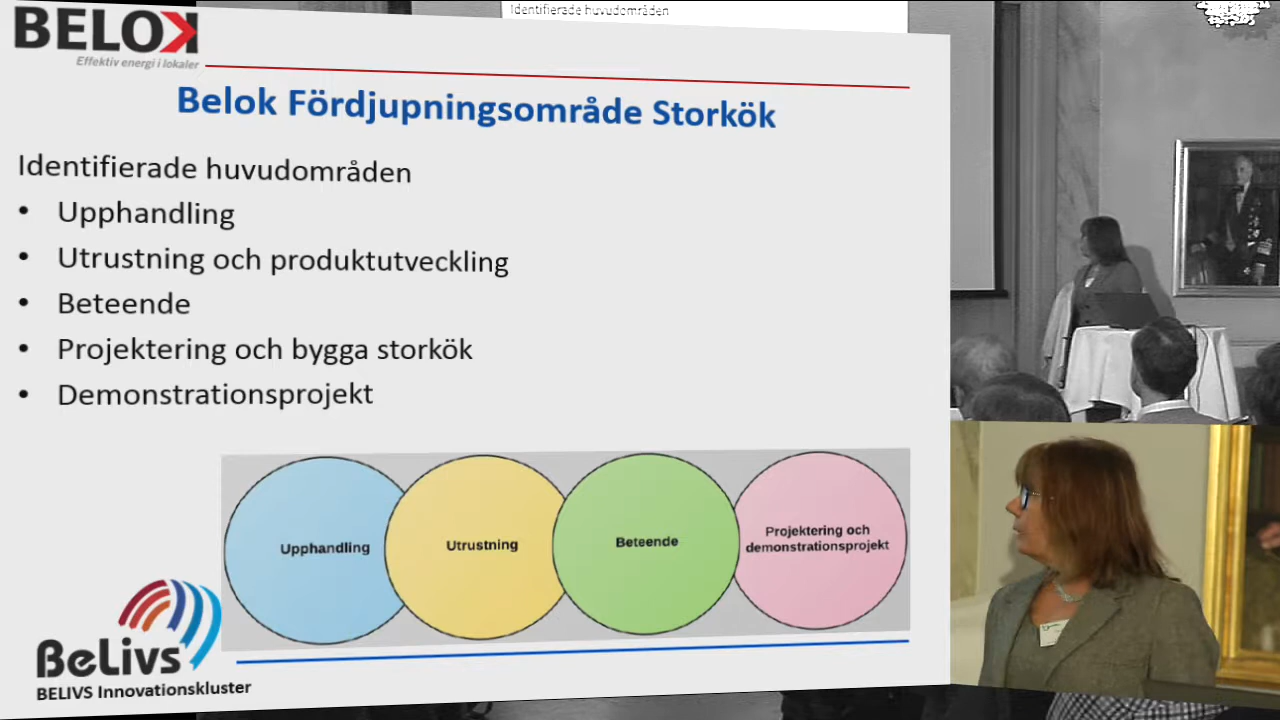 Identifierade huvudområden
BELOK
Effektiv energi i lokaler
Belok Fördjupningsområde Storkök
Identifierade huvudområden
• Upphandling
• Utrustning och produktutveckling
• Beteende
• Projektering och bygga storkök
• Demonstrationsprojekt
Upphandling
Utrustning
Beteende
Projektering och
demonstrationsprojekt
BeLivs
BELIVS Innovationskluster